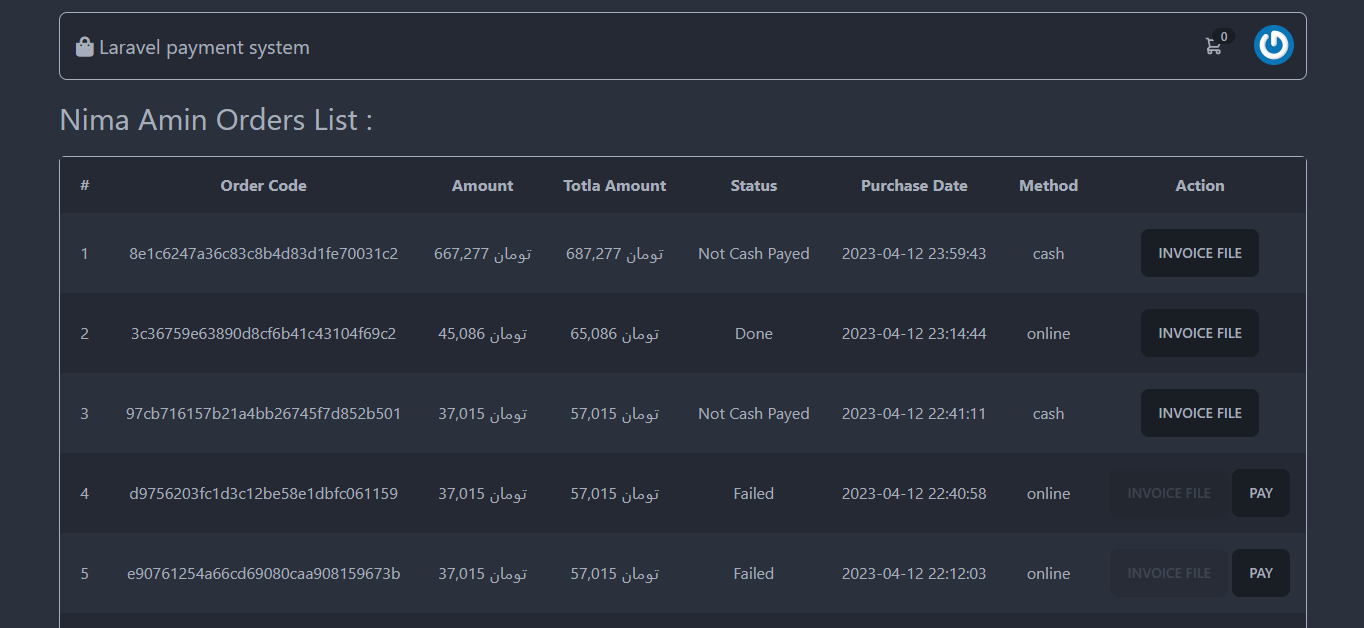 Laravel payment system
0
Nima Amin Orders List :
# Order Code Amount Totla Amount Status Purchase Date Method Action
1 8e1c6247a36c83c8b4d83d1fe70031c2 667,277 تومان 687,277 تومان Not Cash Payed 2023-04-12 23:59:43 cash INVOICE FILE
2 3c36759e63890d8cf6b41c43104f69c2 45,086 تومان 65,086 تومان Done 2023-04-12 23:14:44 online INVOICE FILE
3 97cb716157b21a4bb26745f7d852b501 37,015 تومان 57,015 تومان Not Cash Payed 2023-04-12 22:41:11 cash INVOICE FILE
4 d9756203fc1d3c12be58e1dbfc061159 37,015 تومان 57,015 تومان Failed 2023-04-12 22:40:58 online INVOICE FILE PAY
5 e90761254a66cd69080caa908159673b 37,015 تومان 57,015 تومان Failed 2023-04-12 22:12:03 online INVOICE FILE PAY